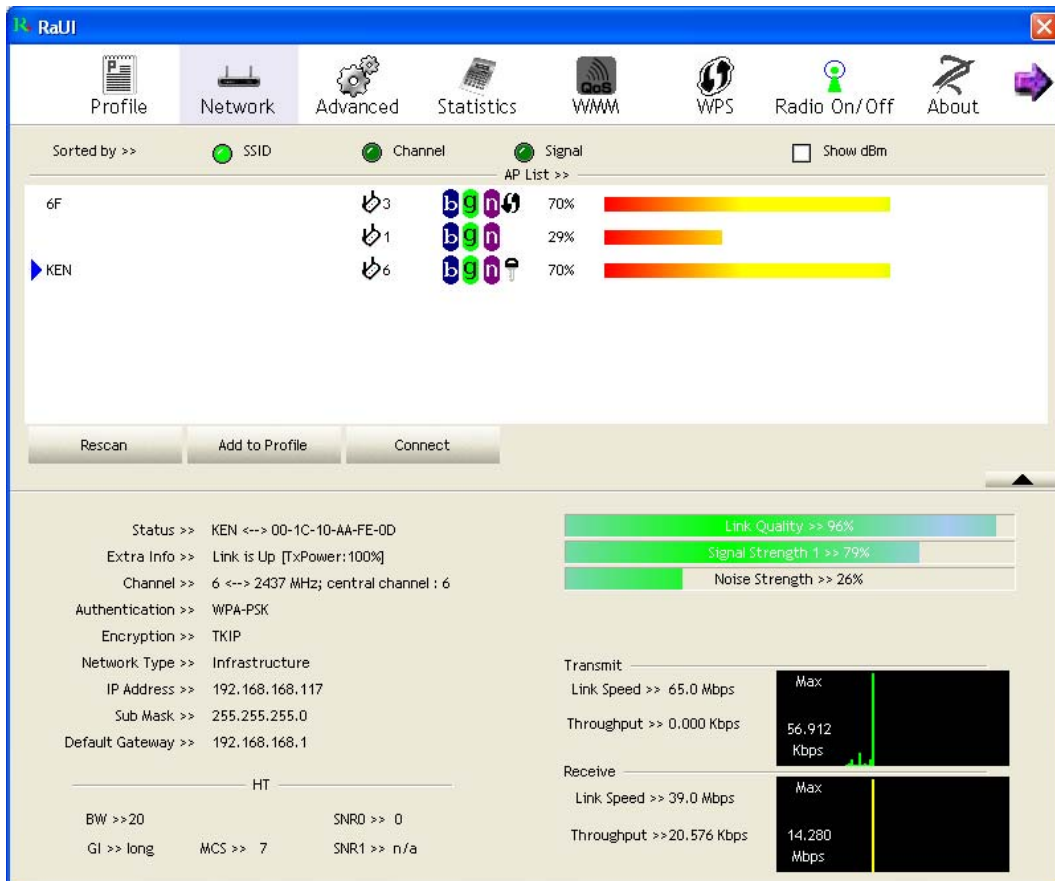 RaUI
Profile Network Advanced Statistics QoS WMM WPS Radio On/Off About
Sorted by >> SSID Channel Signal Show dBm
AP List >>
6F 3 b g n 70%
1 b g n 29%
KEN 6 b g n 70%
Rescan Add to Profile Connect
Status >> KEN <--> 00-1C-10-AA-FE-0D
Extra Info >> Link is Up [TxPower:100%]
Channel >> 6 <--> 2437 MHz; central channel : 6
Authentication >> WPA-PSK
Encryption >> TKIP
Network Type >> Infrastructure
IP Address >> 192.168.168.117
Sub Mask >> 255.255.255.0
Default Gateway >> 192.168.168.1
HT
BW >>20 SNR0 >> 0
GI >> long MCS >> 7 SNR1 >> n/a
Link Quality >> 96%
Signal Strength 1 >> 79%
Noise Strength >> 26%
Transmit
Link Speed >> 65.0 Mbps
Throughput >> 0.000 Kbps
Max
56.912
Kbps
Receive
Link Speed >> 39.0 Mbps
Throughput >>20.576 Kbps
Max
14.280
Mbps